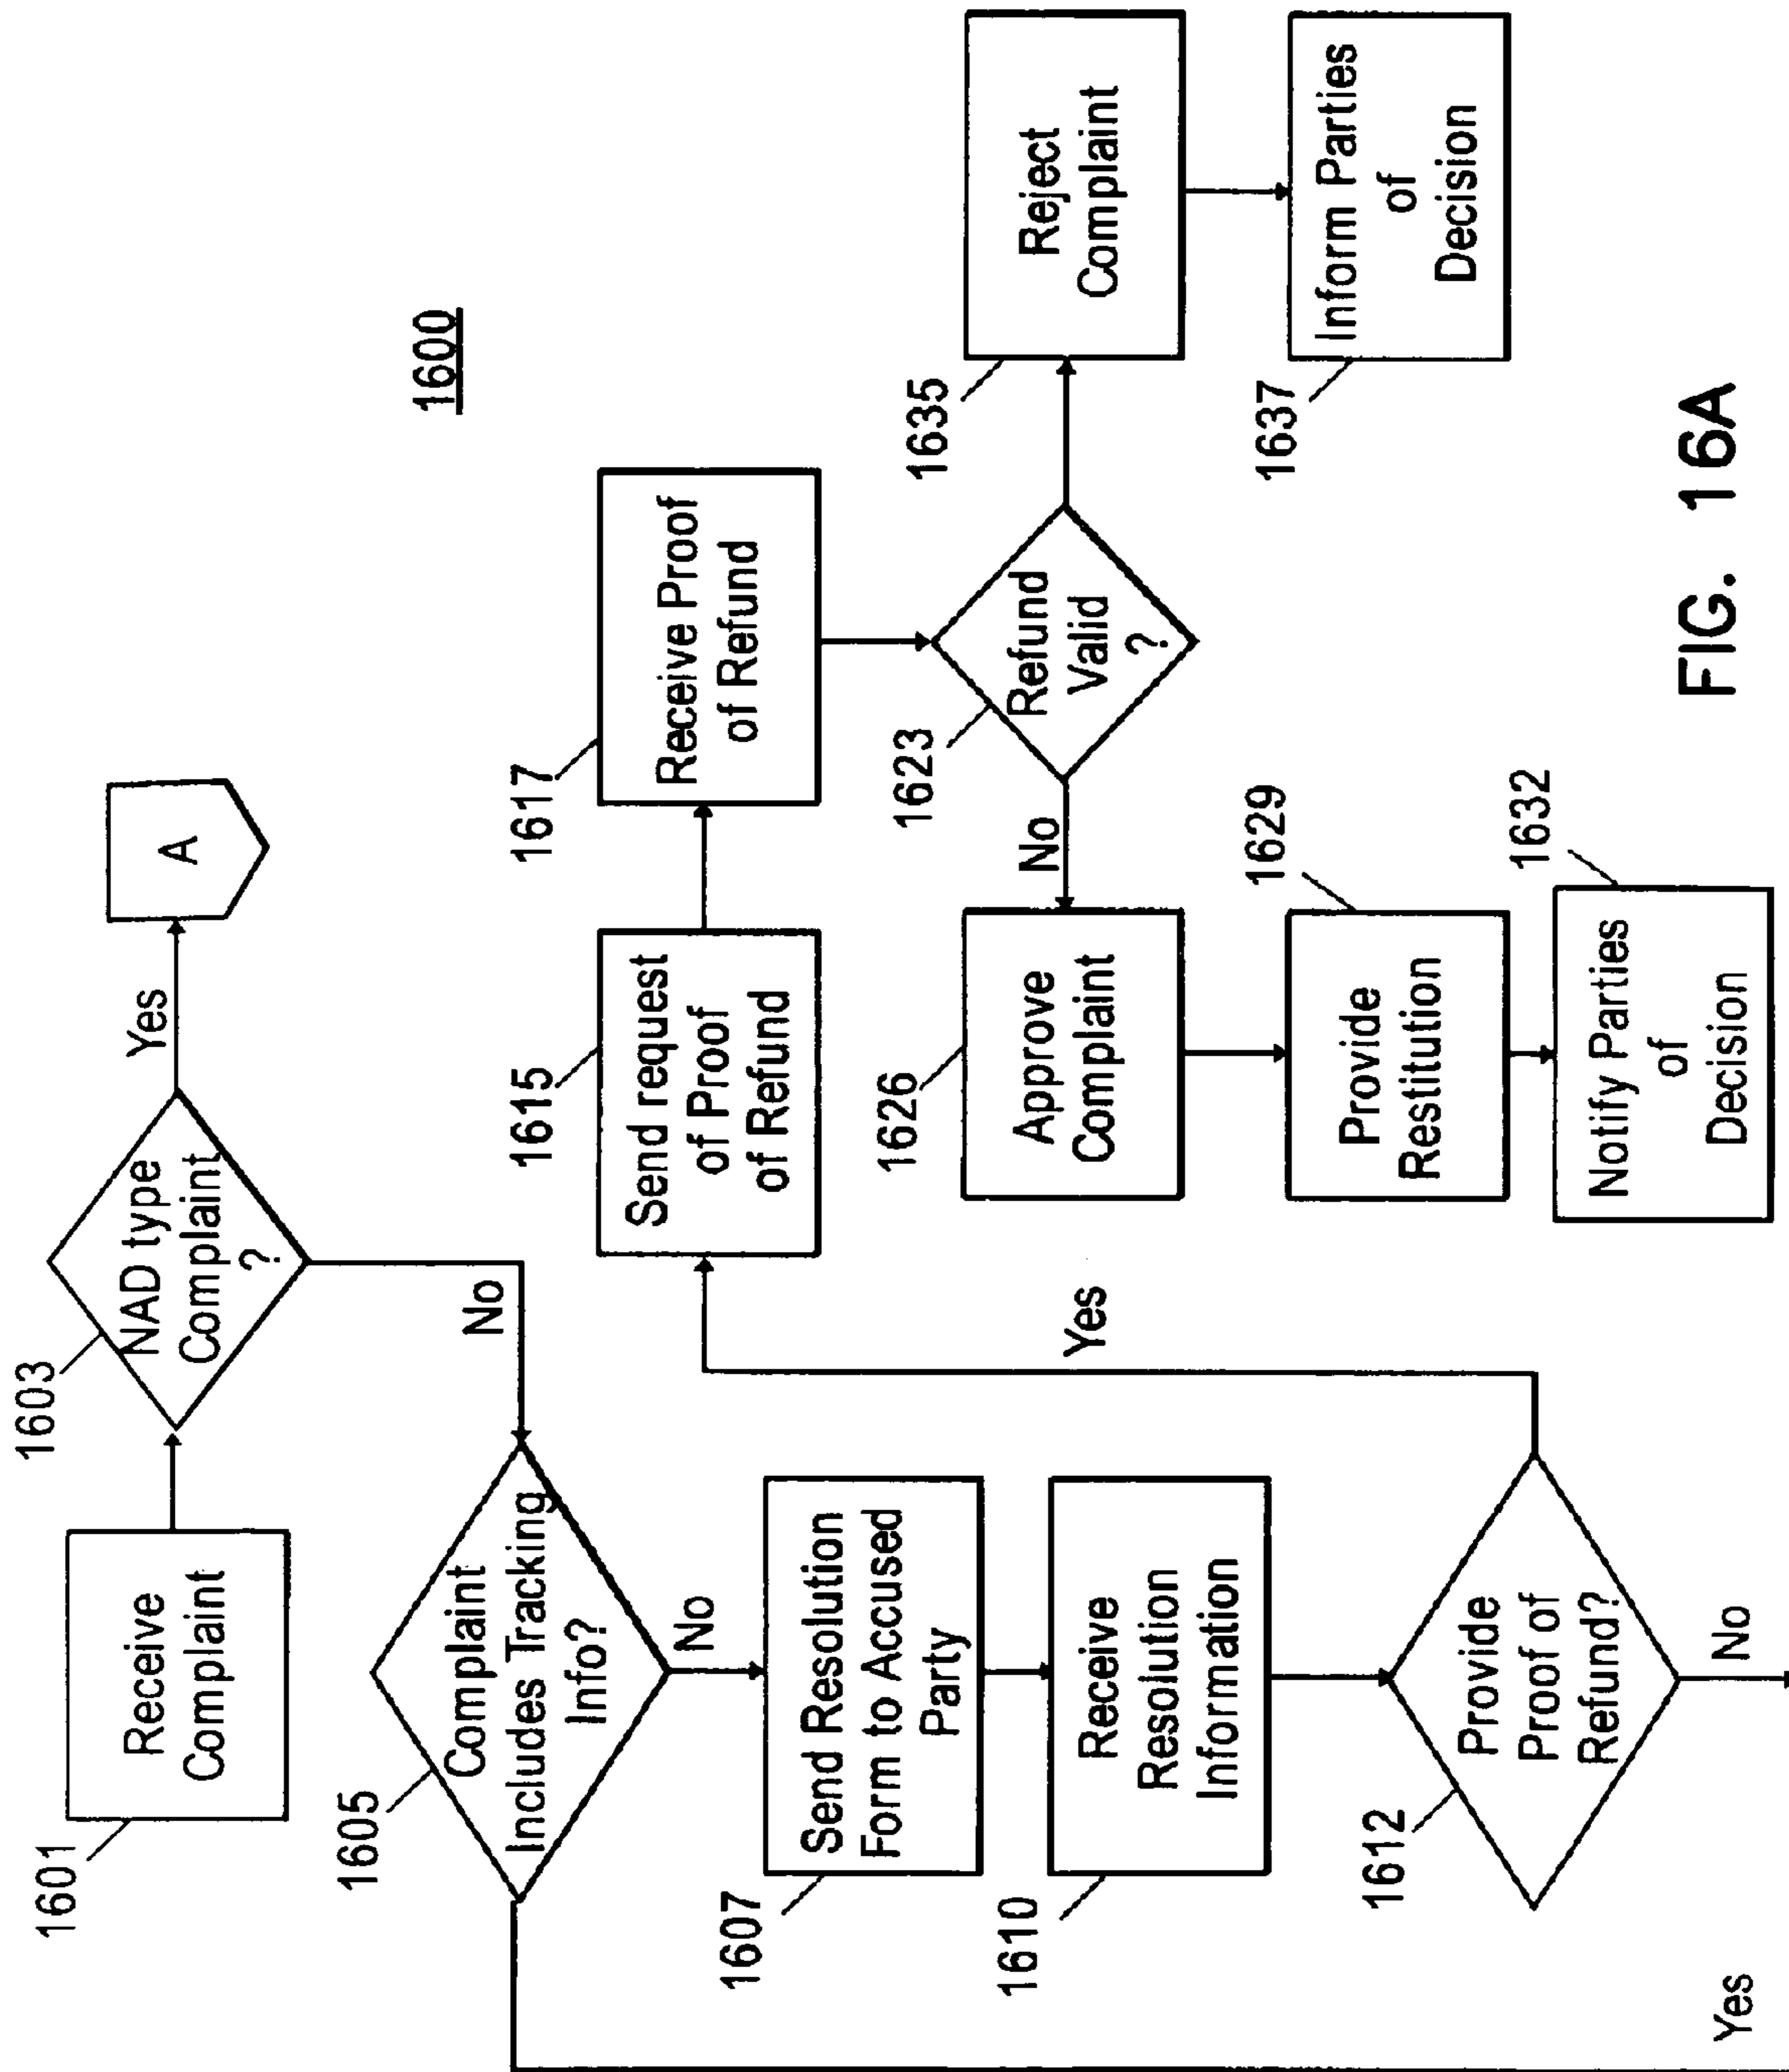 1600
1601
Receive
Complaint
1603
NAD type
Complaint
?
Yes
A
No
1605
Complaint
Includes Tracking
Info?
No
Yes
1607
Send Resolution
Form to Accused
Party
1610
Receive
Resolution
Information
1612
Provide
Proof of
Refund?
No
Yes
1615
Send request
of Proof
of Refund
1617
Receive Proof
of Refund
1623
Refund
Valid
?
No
1626
Approve
Complaint
1629
Provide
Restitution
1632
Notify Parties
of
Decision
1635
Reject
Complaint
1637
Inform Parties
of
Decision
FIG. 16A